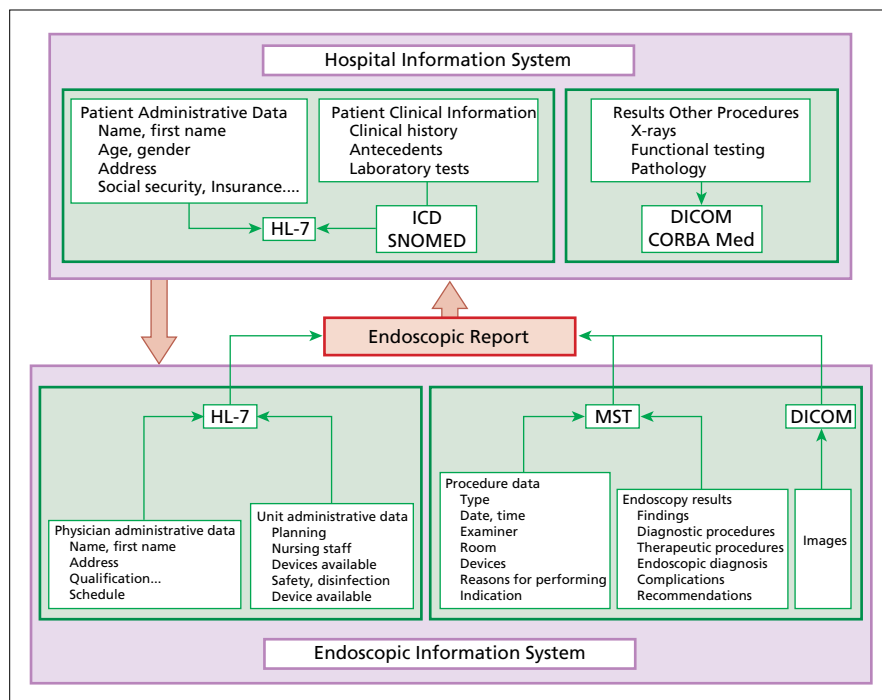 Hospital Information System
Patient Administrative Data
Name, first name
Age, gender
Address
Social security, Insurance....
Patient Clinical Information
Clinical history
Antecedents
Laboratory tests
HL-7
ICD
SNOMED
Results Other Procedures
X-rays
Functional testing
Pathology
DICOM
CORBA Med
Endoscopic Report
HL-7
Physician administrative data
Name, first name
Address
Qualification...
Schedule
Unit administrative data
Planning
Nursing staff
Devices available
Safety, disinfection
Device available
MST
DICOM
Procedure data
Type
Date, time
Examiner
Room
Devices
Reasons for performing
Indication
Endoscopy results
Findings
Diagnostic procedures
Therapeutic procedures
Endoscopic diagnosis
Complications
Recommendations
Images
Endoscopic Information System